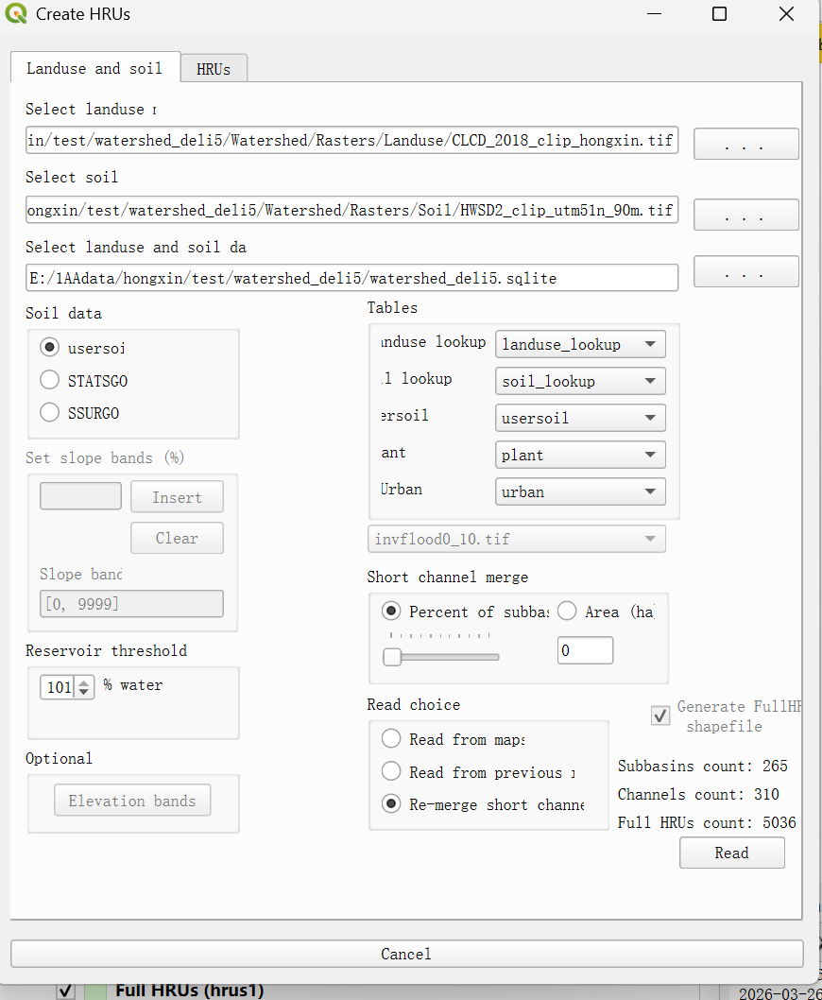 Create HRUs
Landuse and soil
HRUs
Select landuse
in/test/watershed_deli5/Watershed/Rasters/Landuse/CLCD_2018_clip_hongxin.tif
. . .
Select soil
ongxin/test/watershed_deli5/Watershed/Rasters/Soil/HWSD2_clip_utm51n_90m.tif
. . .
Select landuse and soil da
E:/1AAdata/hongxin/test/watershed_deli5/watershed_deli5.sqlite
. . .
Soil data
usersoi
STATSGO
SSURGO
Set slope bands (%)
Insert
Clear
Slope band
[0, 9999]
Reservoir threshold
101 % water
Optional
Elevation bands
Tables
anduse lookup landuse_lookup
il lookup soil_lookup
ersoil usersoil
ant plant
Urban urban
invflood0_10.tif
Short channel merge
Percent of subbas Area (ha
0
Read choice
Read from maps
Read from previous
Re-merge short channe
Generate FullHR
shapefile
Subbasins count: 265
Channels count: 310
Full HRUs count: 5036
Read
Cancel
Full HRUs (hrus1)
2026-03-26